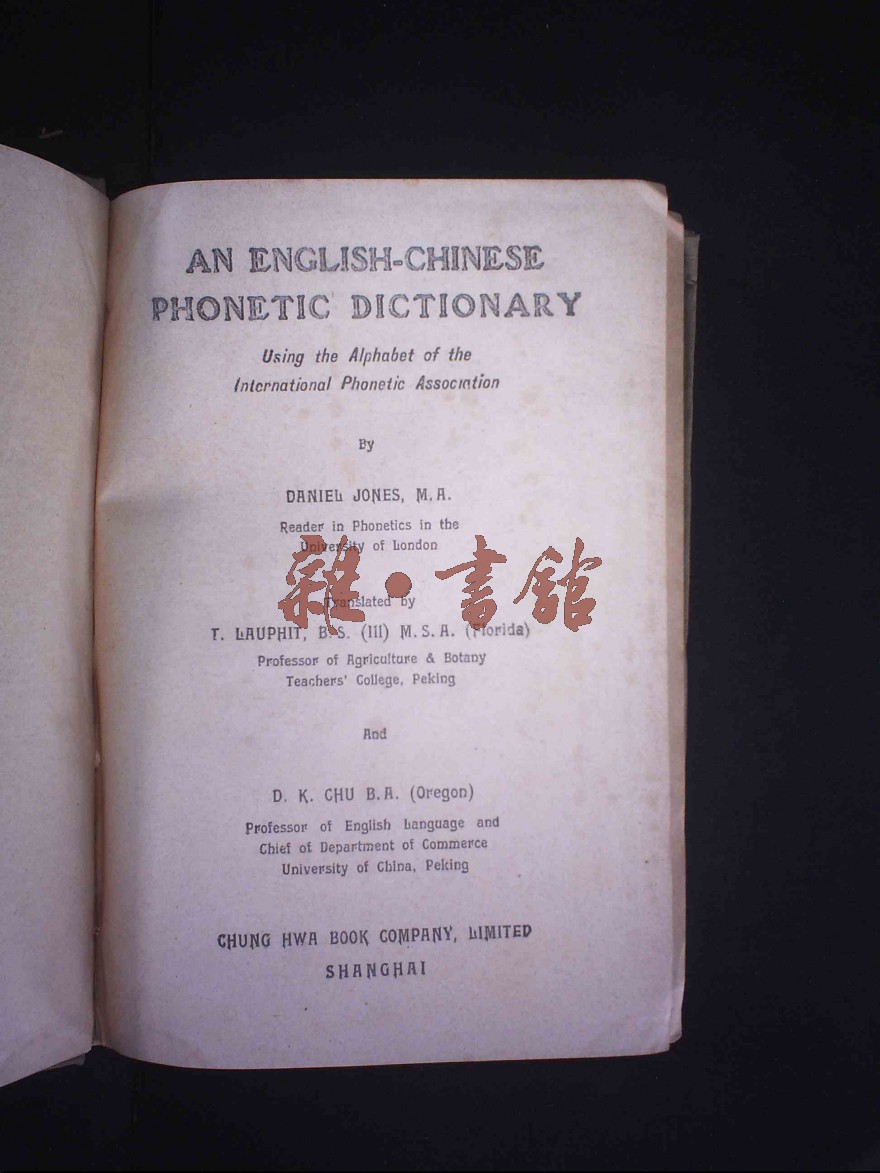 AN ENGLISH-CHINESE
PHONETIC DICTIONARY
Using the Alphabet of the
International Phonetic Association
By
DANIEL JONES, M.A.
Reader in Phonetics in the
University of London
雜·書館
Translated by
T. LAUPHIT, B.S. (Ill) M.S.A. (Florida)
Professor of Agriculture & Botany
Teachers' College, Peking
And
D. K. CHU B.A. (Oregon)
Professor of English Language and
Chief of Department of Commerce
University of China, Peking
CHUNG HWA BOOK COMPANY, LIMITED
SHANGHAI